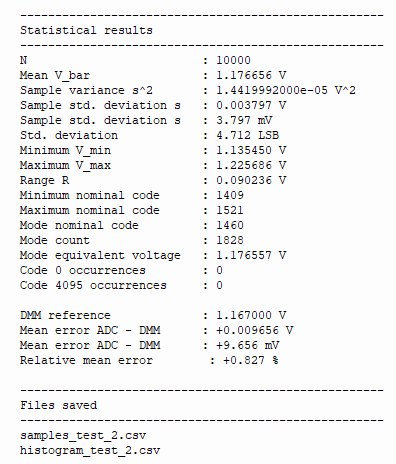 ----------------------------------------------------
Statistical results
----------------------------------------------------
N : 10000
Mean V_bar : 1.176656 V
Sample variance s^2 : 1.4419992000e-05 V^2
Sample std. deviation s : 0.003797 V
Sample std. deviation s : 3.797 mV
Std. deviation : 4.712 LSB
Minimum V_min : 1.135450 V
Maximum V_max : 1.225686 V
Range R : 0.090236 V
Minimum nominal code : 1409
Maximum nominal code : 1521
Mode nominal code : 1460
Mode count : 1828
Mode equivalent voltage : 1.176557 V
Code 0 occurrences : 0
Code 4095 occurrences : 0
DMM reference : 1.167000 V
Mean error ADC - DMM : +0.009656 V
Mean error ADC - DMM : +9.656 mV
Relative mean error : +0.827 %
----------------------------------------------------
Files saved
----------------------------------------------------
samples_test_2.csv
histogram_test_2.csv